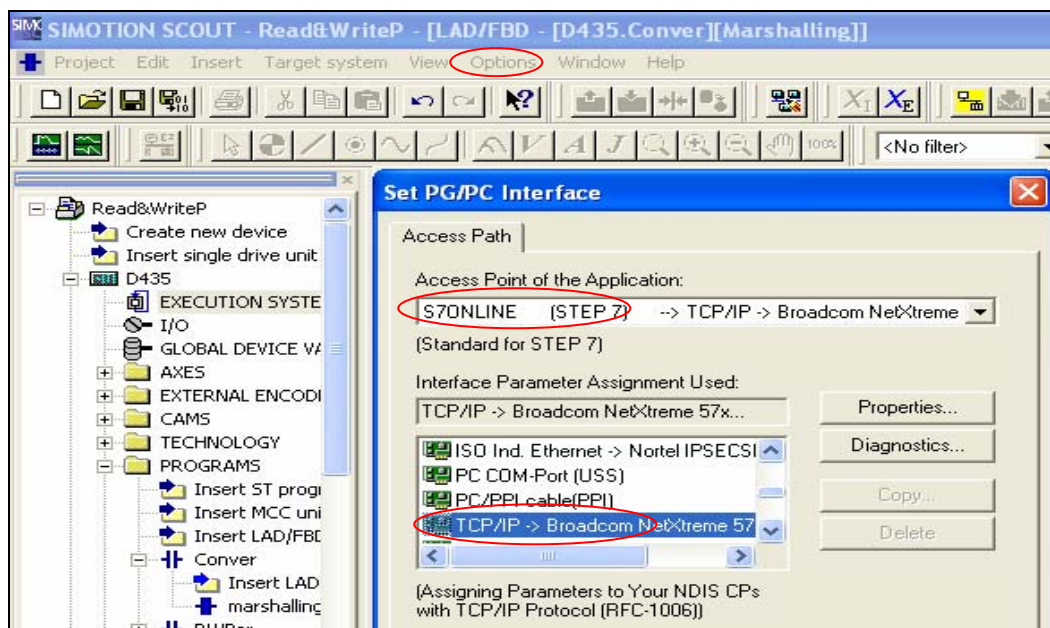 SIMOTION SCOUT - Read&WriteP - [LAD/FBD - [D435.Conver][Marshalling]]
Project Edit Insert Target system View Options Window Help
<No filter>
Read&WriteP
Create new device
Insert single drive unit
D435
EXECUTION SYSTE
I/O
GLOBAL DEVICE VA
AXES
EXTERNAL ENCODI
CAMS
TECHNOLOGY
PROGRAMS
Insert ST progr
Insert MCC uni
Insert LAD/FBD
Conver
Insert LAD
marshalling
Set PG/PC Interface
Access Path
Access Point of the Application:
S7ONLINE (STEP 7) --> TCP/IP -> Broadcom NetXtreme
(Standard for STEP 7)
Interface Parameter Assignment Used:
TCP/IP -> Broadcom NetXtreme 57x...
Properties...
ISO Ind. Ethernet -> Nortel IPSECSI
PC COM-Port (USS)
PC/PPI cable(PPI)
TCP/IP -> Broadcom NetXtreme 57
Diagnostics...
Copy...
Delete
(Assigning Parameters to Your NDIS CPs
with TCP/IP Protocol (RFC-1006))